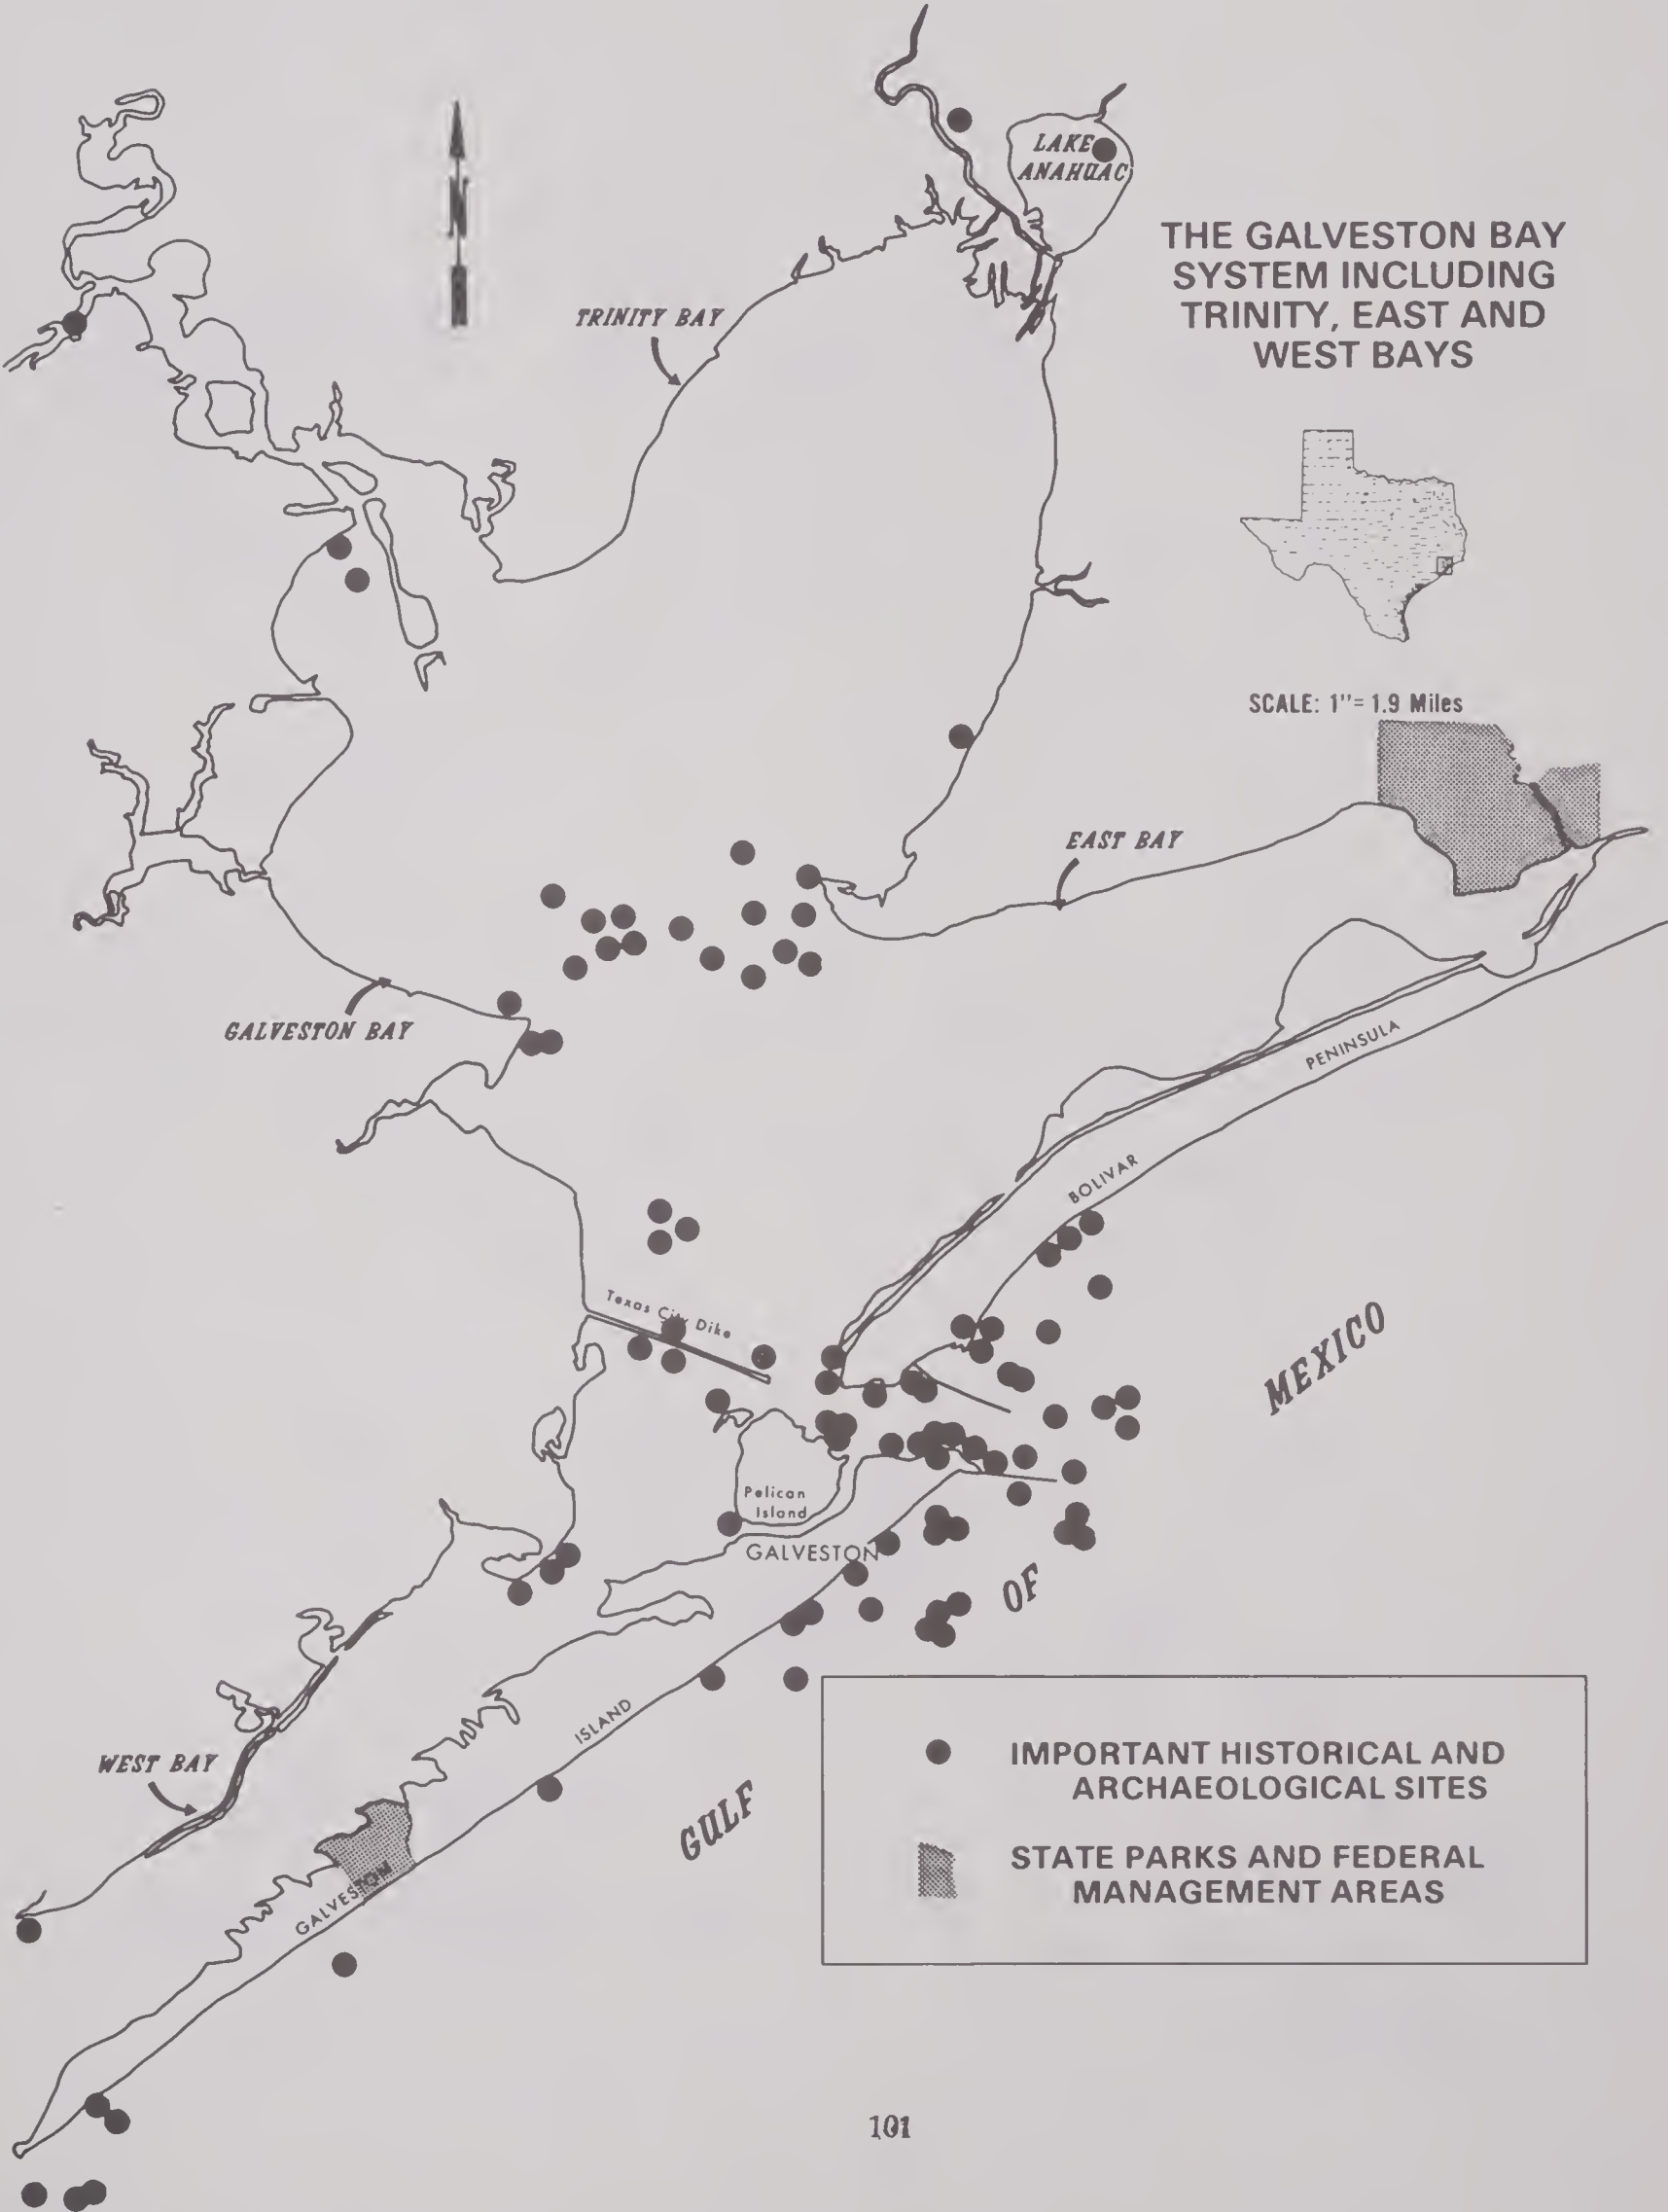 LAKE
ANAHUAC
N
THE GALVESTON BAY
SYSTEM INCLUDING
TRINITY, EAST AND
WEST BAYS
TRINITY BAY
SCALE: 1"= 1.9 Miles
EAST BAY
GALVESTON BAY
PENINSULA
BOLIVAR
Texas City Dike
MEXICO
Pelican
Island
GALVESTON
OF
ISLAND
WEST BAY
GULF
GALVESTON
IMPORTANT HISTORICAL AND
ARCHAEOLOGICAL SITES
STATE PARKS AND FEDERAL
MANAGEMENT AREAS
101